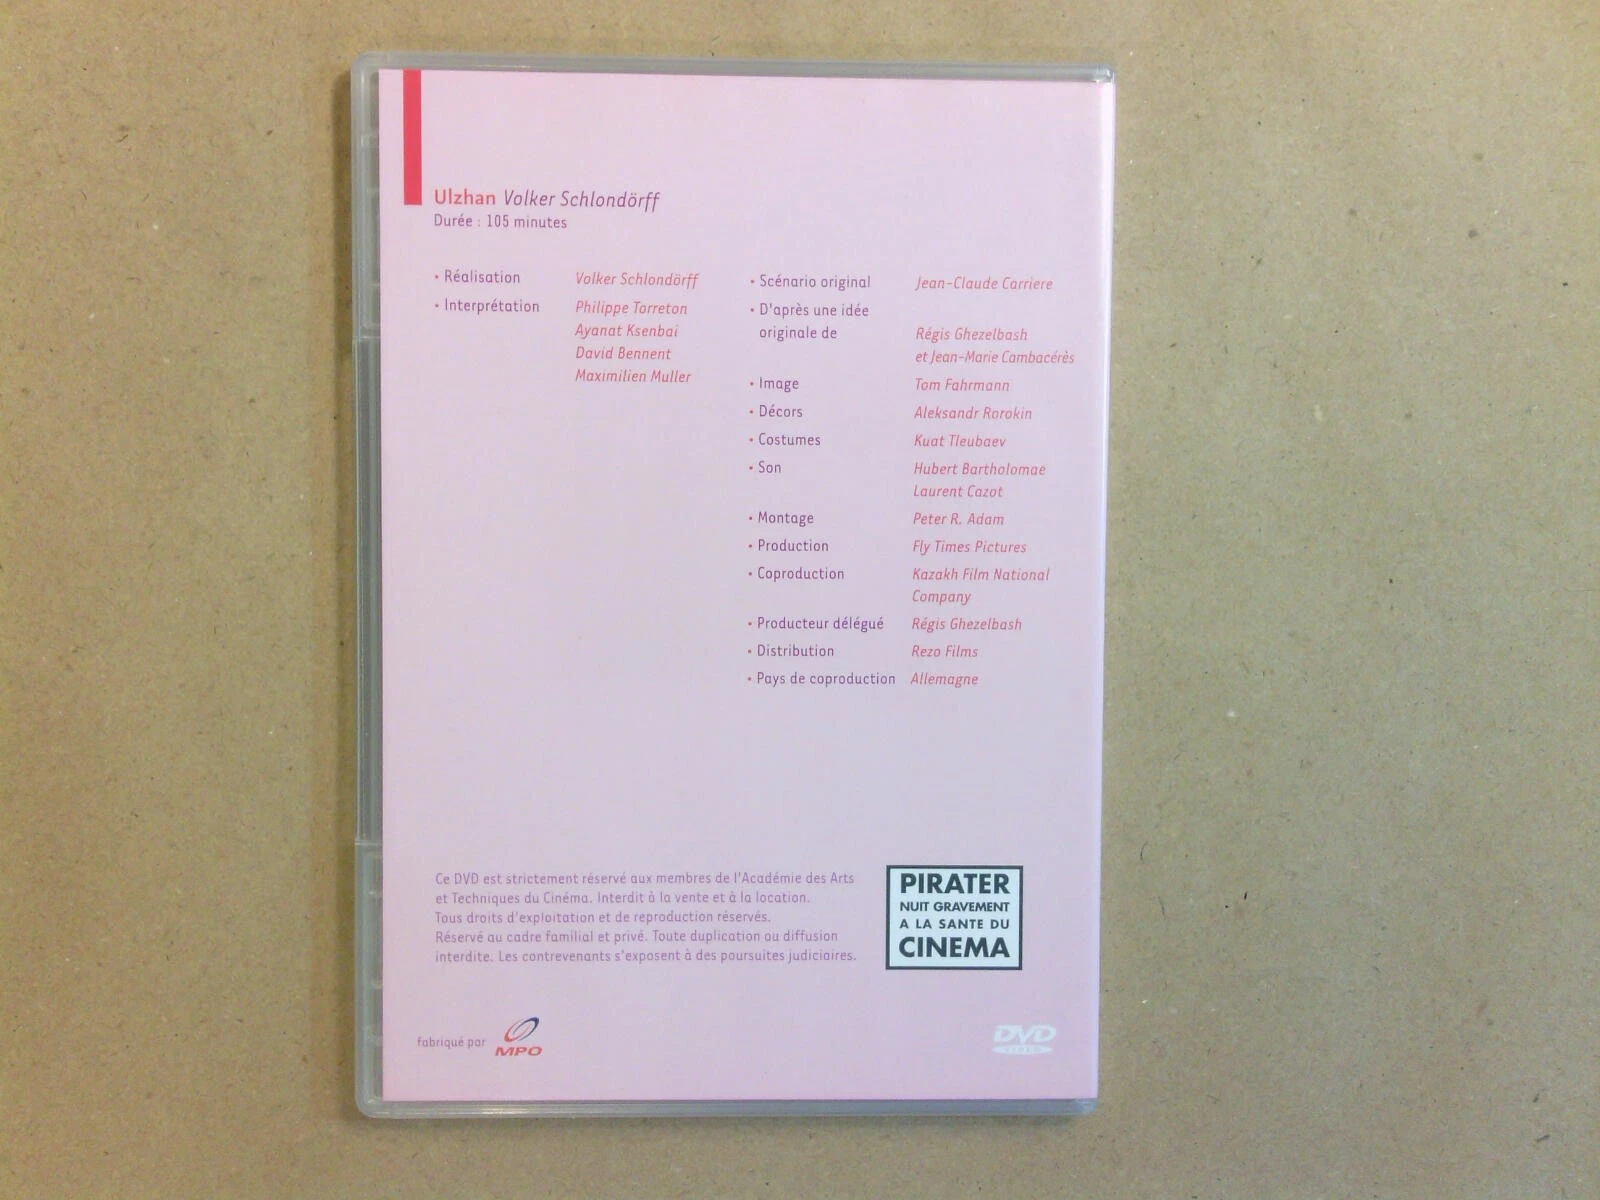 Ulzhan Volker Schlondörff
Durée : 105 minutes
• Réalisation Volker Schlondörff
• Interprétation Philippe Torreton
Ayanat Ksenbai
David Bennent
Maximilien Muller
• Scénario original Jean-Claude Carriere
• D'après une idée
originale de Régis Ghezelbash
et Jean-Marie Cambacérès
• Image Tom Fahrmann
• Décors Aleksandr Rorokin
• Costumes Kuat Tleubaev
• Son Hubert Bartholomae
Laurent Cazot
• Montage Peter R. Adam
• Production Fly Times Pictures
• Coproduction Kazakh Film National
Company
• Producteur délégué Régis Ghezelbash
• Distribution Rezo Films
• Pays de coproduction Allemagne
Ce DVD est strictement réservé aux membres de l'Académie des Arts
et Techniques du Cinéma. Interdit à la vente et à la location.
Tous droits d'exploitation et de reproduction réservés.
Réservé au cadre familial et privé. Toute duplication ou diffusion
interdite. Les contrevenants s'exposent à des poursuites judiciaires.
PIRATER
NUIT GRAVEMENT
A LA SANTE DU
CINEMA
fabriqué par MPO
DVD
VIDEO